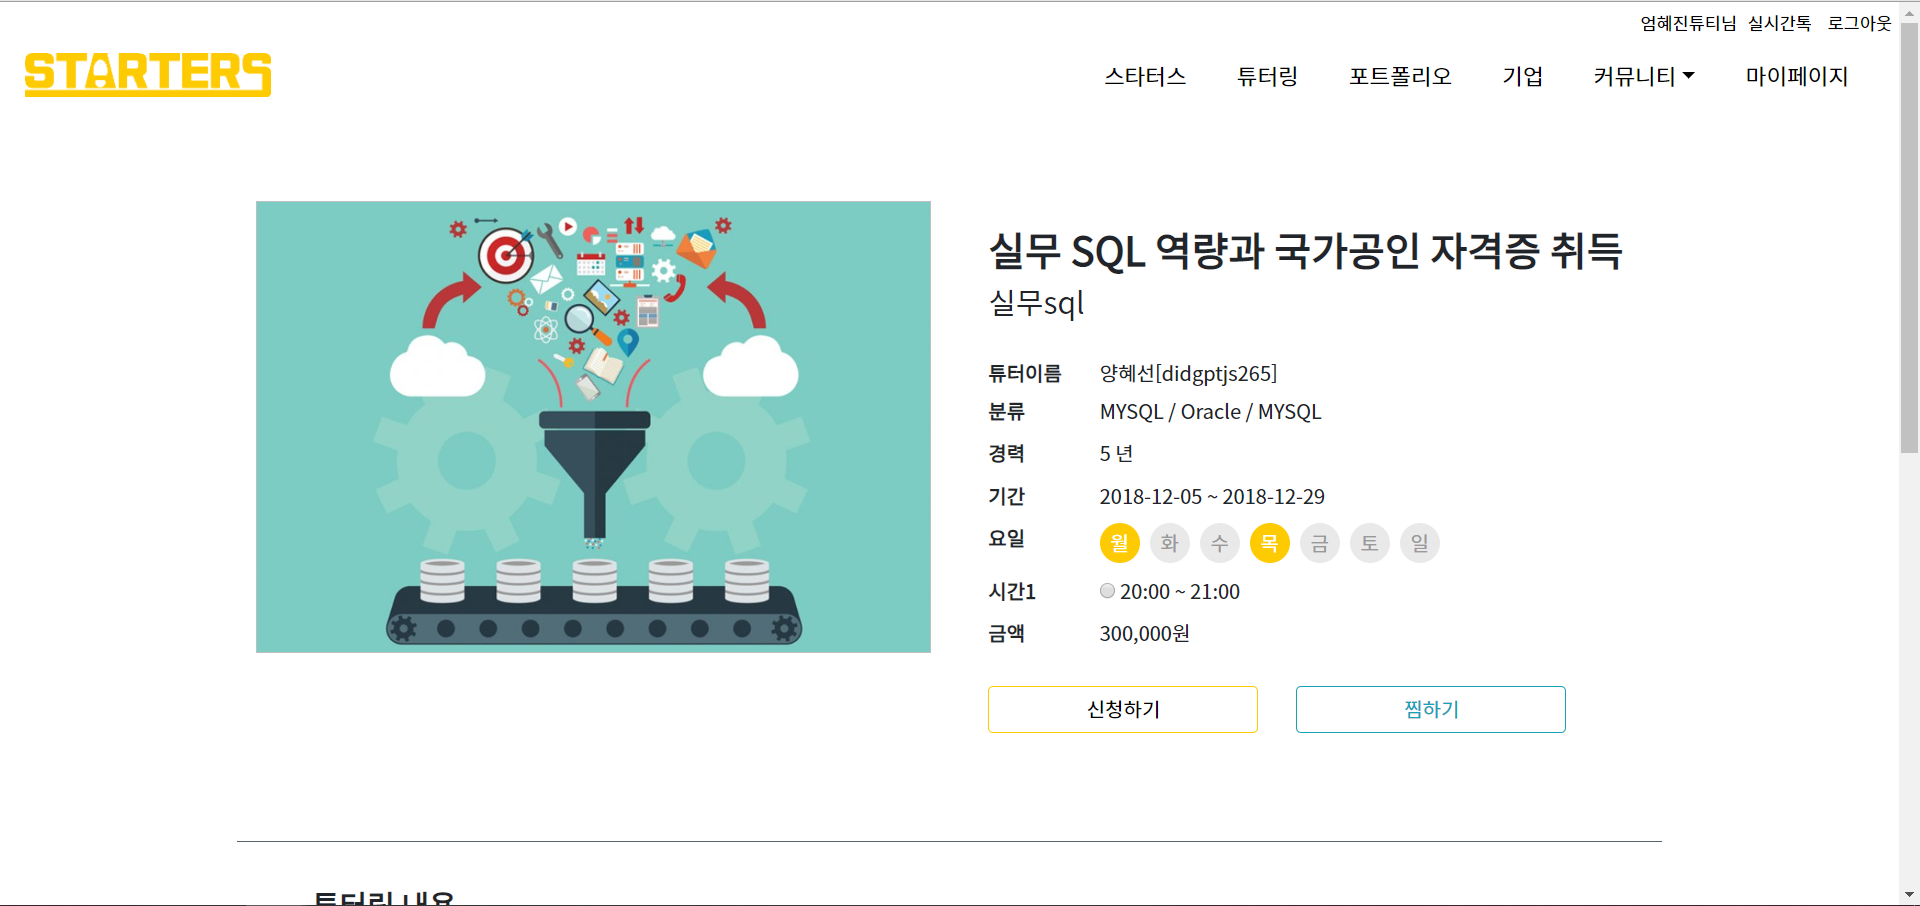 엄혜진튜티님 실시간톡 로그아웃
STARTERS
스타터스 튜터링 포트폴리오 기업 커뮤니티 마이페이지
실무 SQL 역량과 국가공인 자격증 취득
실무sql
튜터이름 양혜선[didgptjs265]
분류 MYSQL / Oracle / MYSQL
경력 5 년
기간 2018-12-05 ~ 2018-12-29
요일 월 화 수 목 금 토 일
시간1 20:00 ~ 21:00
금액 300,000원
신청하기 찜하기
튜터링 내용